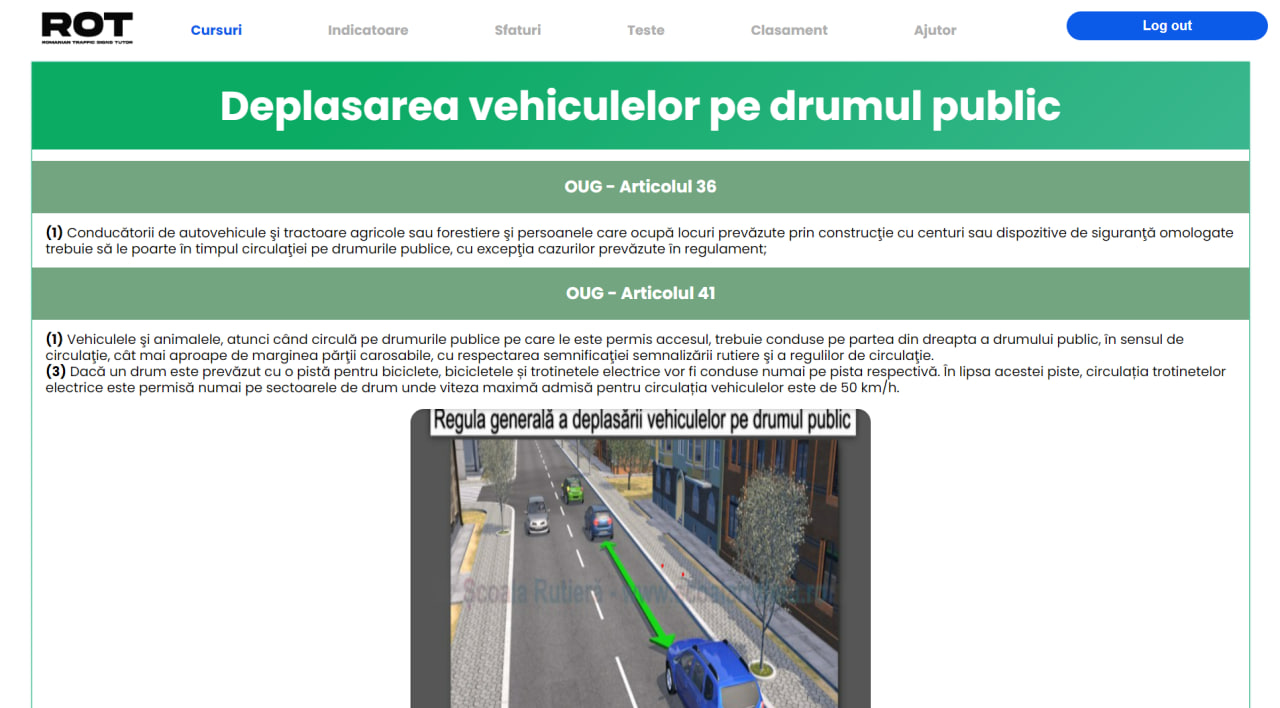 ROT
ROMANIAN TRAFFIC SIGNS TUTOR
Cursuri
Indicatoare
Sfaturi
Teste
Clasament
Ajutor
Log out
Deplasarea vehiculelor pe drumul public
OUG - Articolul 36
(1) Conducătorii de autovehicule şi tractoare agricole sau forestiere şi persoanele care ocupă locuri prevăzute prin construcţie cu centuri sau dispozitive de siguranţă omologate
trebuie să le poarte în timpul circulaţiei pe drumurile publice, cu excepţia cazurilor prevăzute în regulament;
OUG - Articolul 41
(1) Vehiculele şi animalele, atunci când circulă pe drumurile publice pe care le este permis accesul, trebuie conduse pe partea din dreapta a drumului public, în sensul de
circulaţie, cât mai aproape de marginea părţii carosabile, cu respectarea semnificaţiei semnalizării rutiere şi a regulilor de circulaţie.
(3) Dacă un drum este prevăzut cu o pistă pentru biciclete, bicicletele și trotinetele electrice vor fi conduse numai pe pista respectivă. În lipsa acestei piste, circulația trotinetelor
electrice este permisă numai pe sectoarele de drum unde viteza maximă admisă pentru circulația vehiculelor este de 50 km/h.
Regula generală a deplasării vehiculelor pe drumul public
Scoala Rutieră -